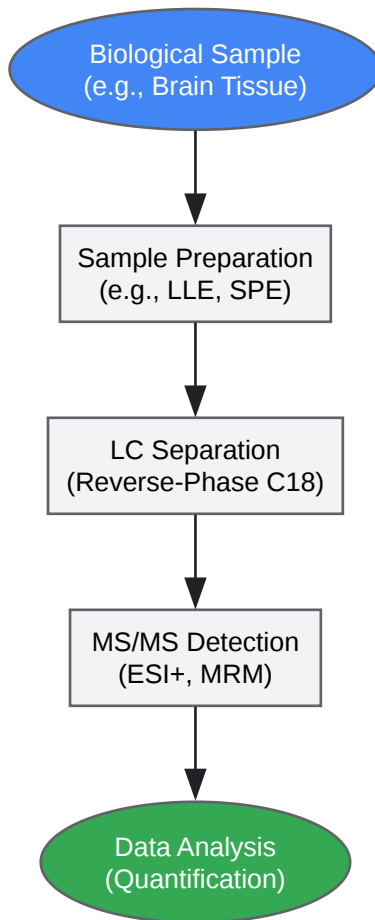 Biological Sample
(e.g., Brain Tissue)
Sample Preparation
(e.g., LLE, SPE)
LC Separation
(Reverse-Phase C18)
MS/MS Detection
(ESI+, MRM)
Data Analysis
(Quantification)